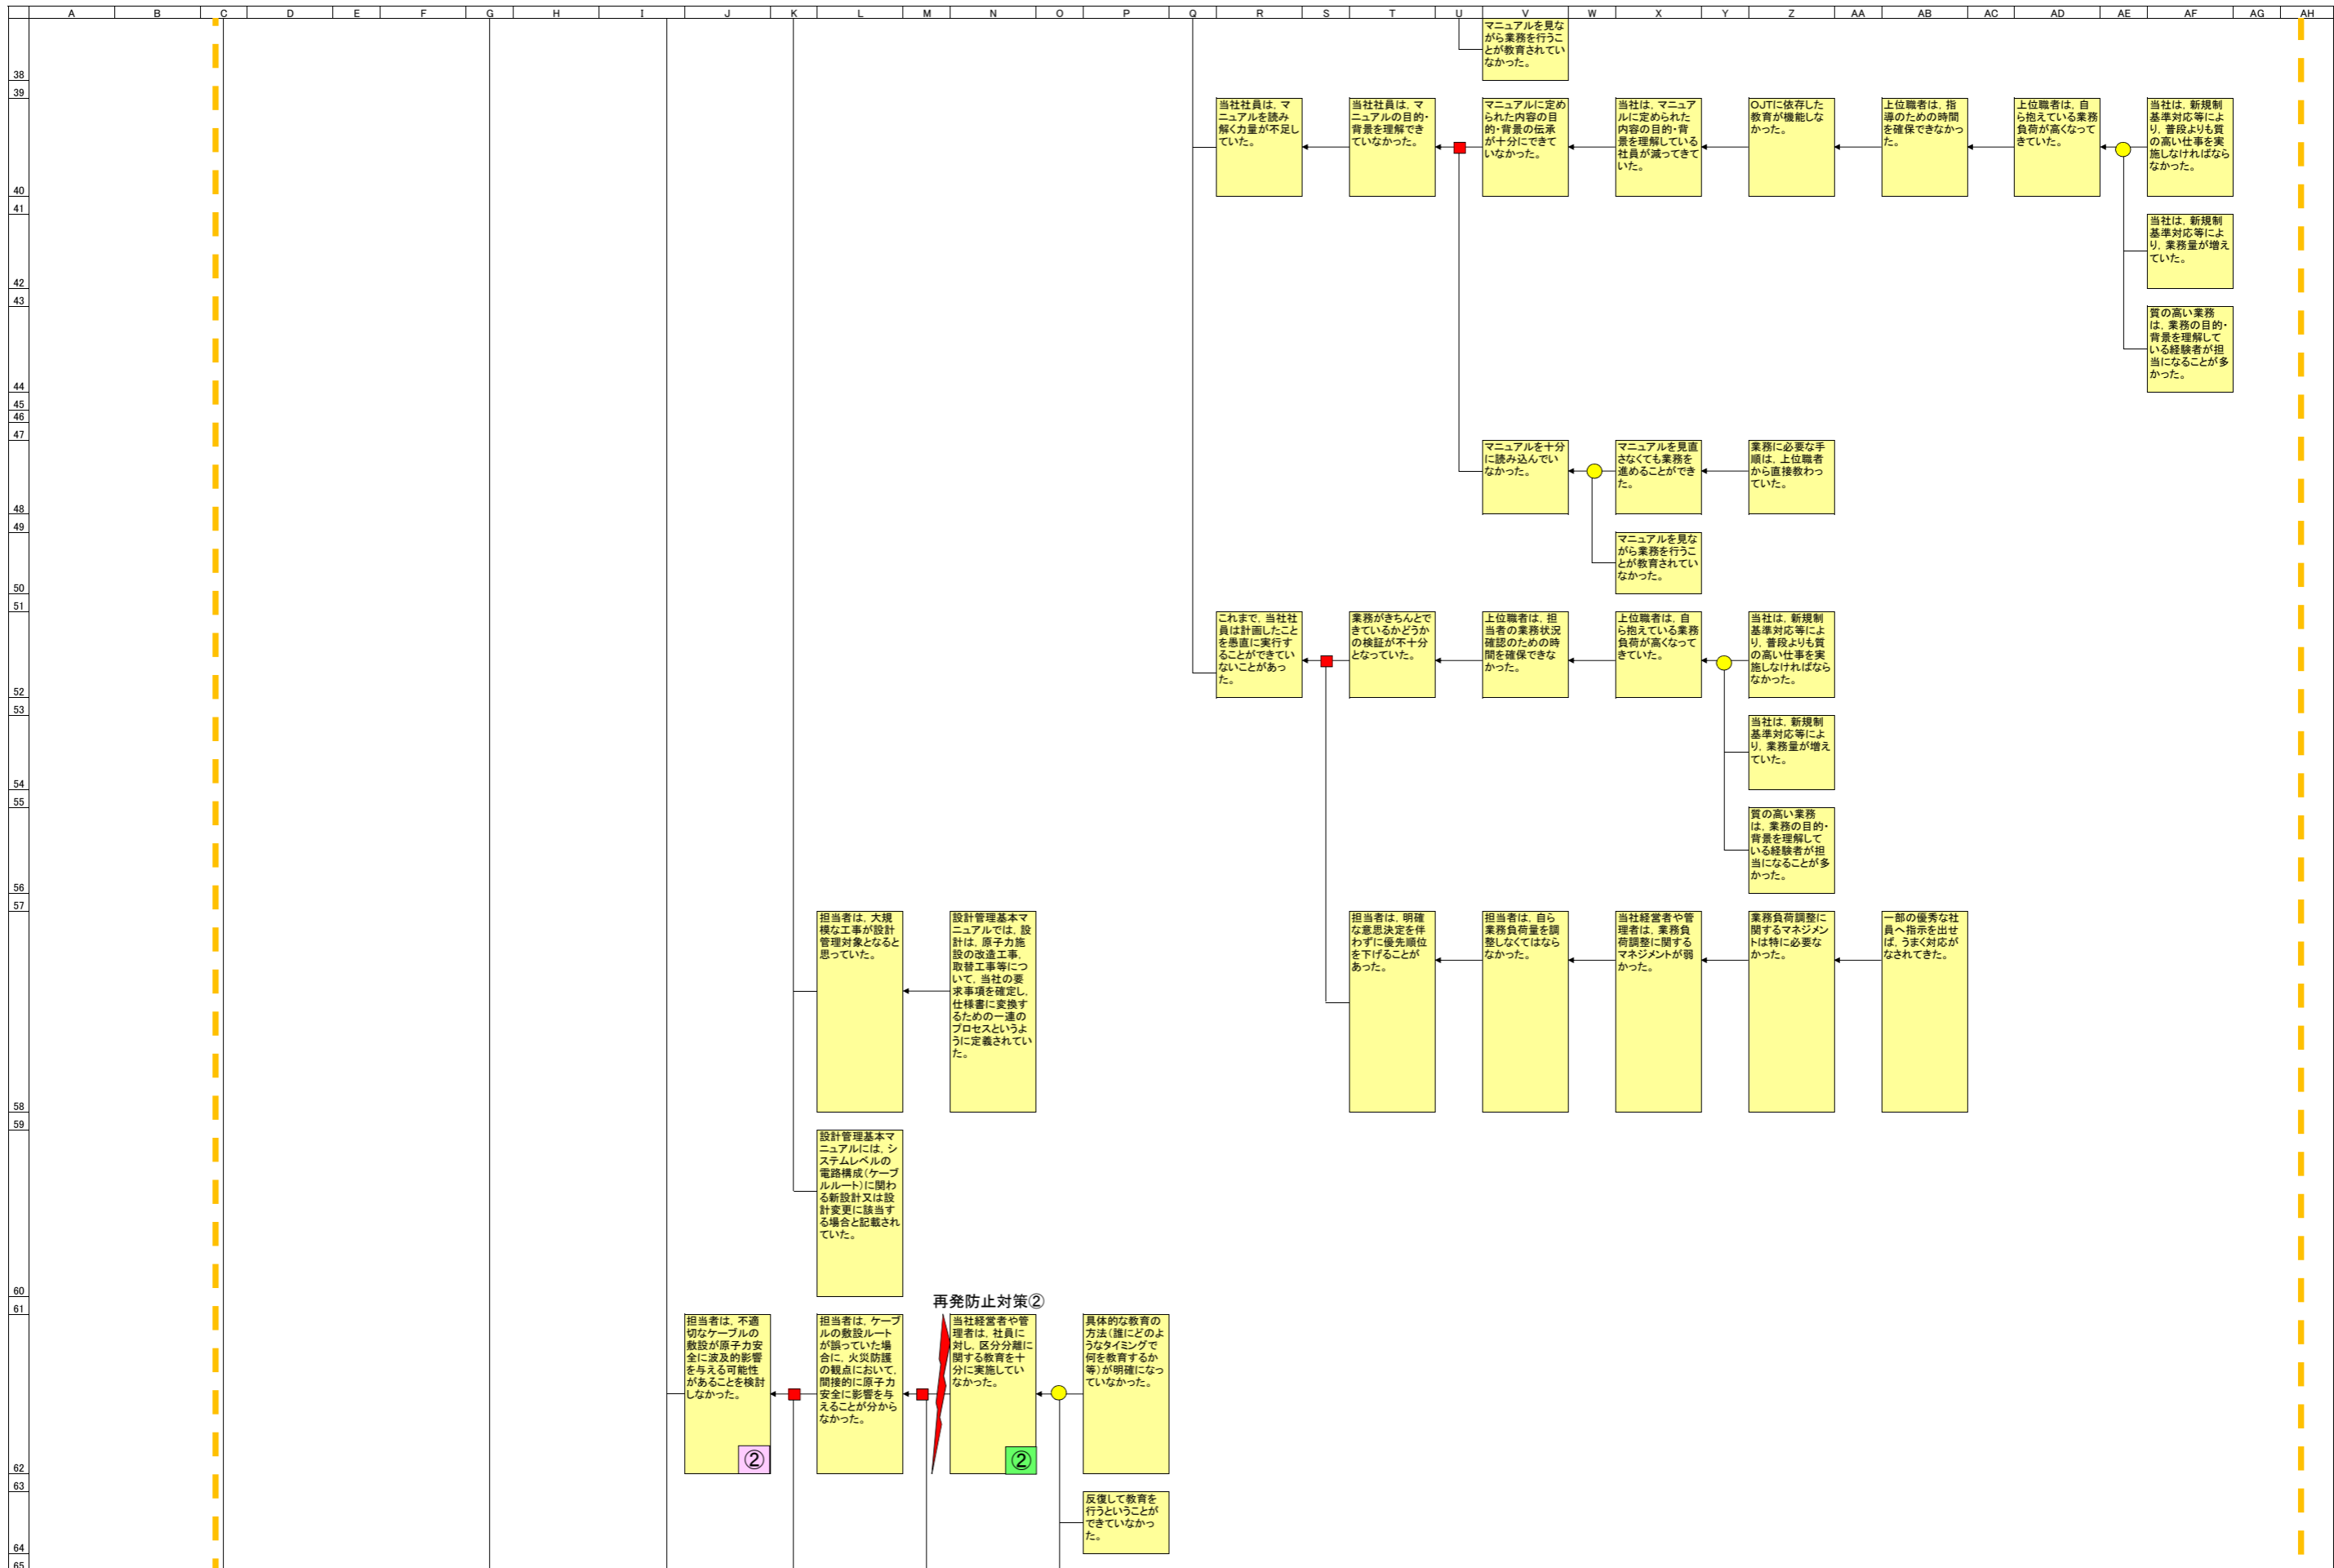 A B C D E F G H I J K L M N O P Q R S T U V W X Y Z AA AB AC AD AE AF AG AH
マニュアルを見な
がら業務を行うこ
とが教育されてい
なかった。
38
39
当社社員は、マ
ニュアルを読み
解く力量が不足し
ていた。
当社社員は、マ
ニュアルの目的・
背景を理解でき
ていなかった。
マニュアルに定め
られた内容の目
的・背景の伝承
が十分にできて
いなかった。
当社は、マニュア
ルに定められた
内容の目的・背
景を理解している
社員が減ってきて
いた。
OJTに依存した
教育が機能しな
かった。
上位職者は、指
導のための時間
を確保できなかっ
た。
上位職者は、自
ら抱えている業務
負荷が高くなって
きていた。
当社は、新規制
基準対応等によ
り、普段よりも質
の高い仕事を実
施しなければなら
なかった。
40
41
当社は、新規制
基準対応等によ
り、業務量が増え
ていた。
42
43
質の高い業務
は、業務の目的・
背景を理解して
いる経験者が担
当になることが多
かった。
44
45
46
47
マニュアルを十分
に読み込んでい
なかった。
マニュアルを見直
さなくても業務を
進めることができ
た。
業務に必要な手
順は、上位職者
から直接教わっ
ていた。
48
49
マニュアルを見な
がら業務を行うこ
とが教育されてい
なかった。
50
51
これまで、当社社
員は計画したこと
を愚直に実行す
ることができてい
ないことがあっ
た。
業務がきちんとで
きているかどうか
の検証が不十分
となっていた。
上位職者は、担
当者の業務状況
確認のための時
間を確保できな
かった。
上位職者は、自
ら抱えている業務
負荷が高くなって
きていた。
当社は、新規制
基準対応等によ
り、普段よりも質
の高い仕事を実
施しなければなら
なかった。
52
53
当社は、新規制
基準対応等によ
り、業務量が増え
ていた。
54
55
質の高い業務
は、業務の目的・
背景を理解して
いる経験者が担
当になることが多
かった。
56
57
担当者は、大規
模な工事が設計
管理対象となると
思っていた。
設計管理基本マ
ニュアルでは、設
計は、原子力施
設の改造工事、
取替工事等につ
いて、当社の要
求事項を確定し、
仕様書に変換す
るための一連の
プロセスというよ
うに定義されてい
た。
担当者は、明確
な意思決定を伴
わずに優先順位
を下げることが
あった。
担当者は、自ら
業務負荷量を調
整しなくてはなら
なかった。
当社経営者や管
理者は、業務負
荷調整に関する
マネジメントが弱
かった。
業務負荷調整に
関するマネジメン
トは特に必要な
かった。
一部の優秀な社
員へ指示を出せ
ば、うまく対応が
なされてきた。
58
59
設計管理基本マ
ニュアルには、シ
ステムレベルの
電路構成(ケーブ
ルルート)に関わ
る新設計又は設
計変更に該当す
る場合と記載され
ていた。
60
61
再発防止対策②
担当者は、不適
切なケーブルの
敷設が原子力安
全に波及的影響
を与える可能性
があることを検討
しなかった。
②
担当者は、ケーブ
ルの敷設ルート
が誤っていた場
合に、火災防護
の観点において、
間接的に原子力
安全に影響を与
えることが分から
なかった。
当社経営者や管
理者は、社員に
対し、区分分離に
関する教育を十
分に実施してい
なかった。
②
具体的な教育の
方法(誰にどのよ
うなタイミングで
何を教育するか
等)が明確になっ
ていなかった。
62
63
反復して教育を
行うということが
できていなかっ
た。
64
65